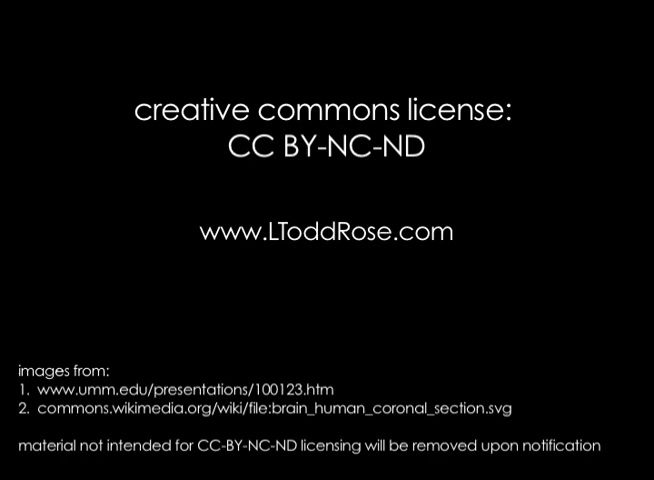 creative commons license:
CC BY-NC-ND
www.LToddRose.com
images from:
1. www.umm.edu/presentations/100123.htm
2. commons.wikimedia.org/wiki/file:brain_human_coronal_section.svg
material not intended for CC-BY-NC-ND licensing will be removed upon notification